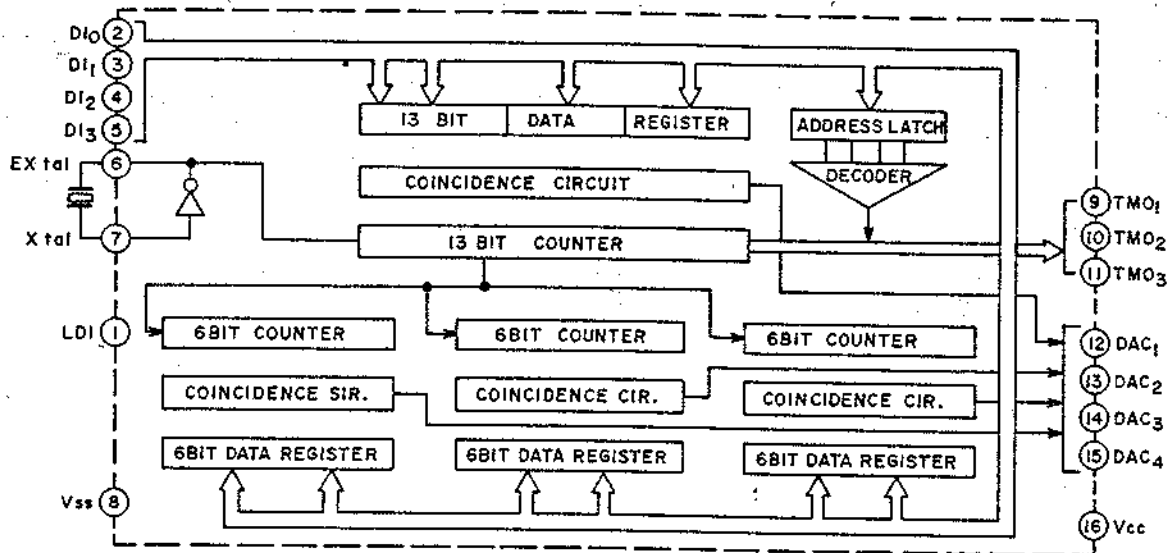 DI0 2
DI1 3
DI2 4
DI3 5
13 BIT DATA REGISTER
ADDRESS LATCH
EX tal 6
COINCIDENCE CIRCUIT
DECODER
9 TMO1
X tal 7
13 BIT COUNTER
10 TMO2
11 TMO3
LDI 1
6BIT COUNTER
6BIT COUNTER
6BIT COUNTER
12 DAC1
COINCIDENCE SIR.
COINCIDENCE CIR.
COINCIDENCE CIR.
13 DAC2
14 DAC3
6BIT DATA REGISTER
6BIT DATA REGISTER
6BIT DATA REGISTER
15 DAC4
Vss 8
16 Vcc